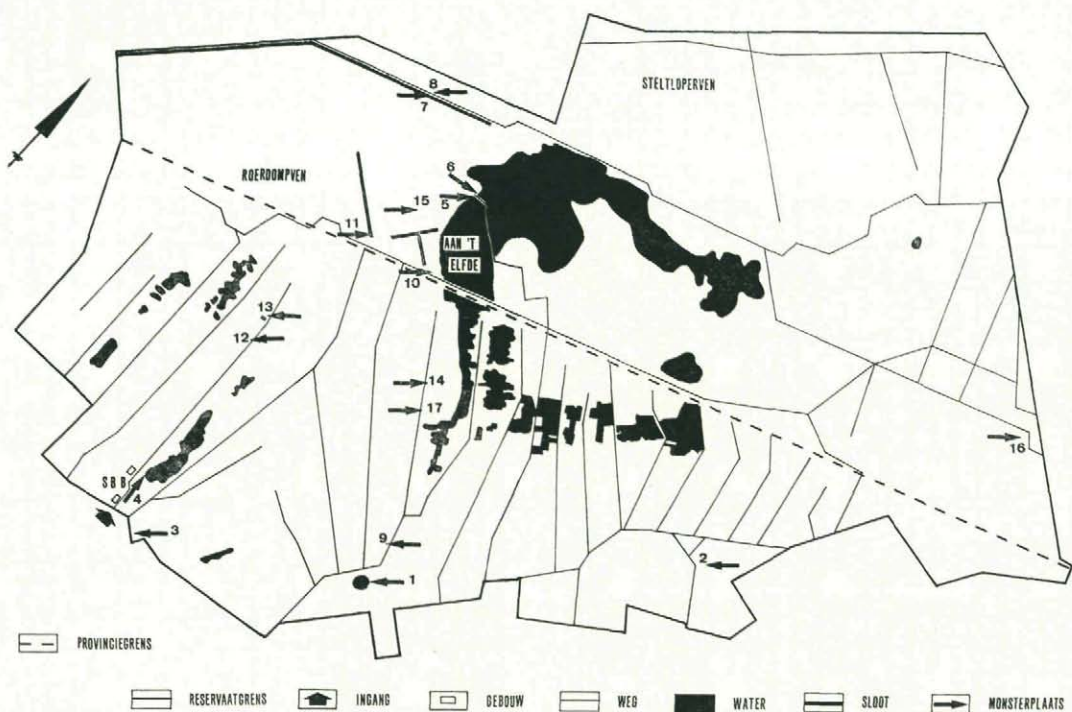 STELTLOPERVEN
8
7
ROERDOMPVEN
6
15
5
11
AAN 'T
ELFDE
10
13
12
14
17
16
SBB
4
3
9
2
1
PROVINCIEGRENS
RESERVAATGRENS INGANG GEBOUW WEG WATER SLOOT MONSTERPLAATS